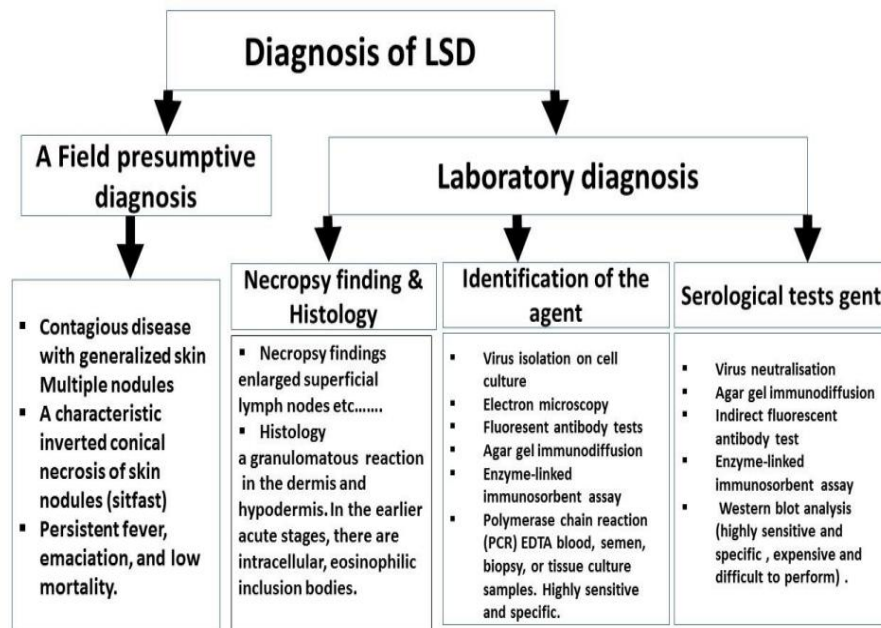 Diagnosis of LSD
A Field presumptive
diagnosis
Laboratory diagnosis
▪ Contagious disease
with generalized skin
Multiple nodules
▪ A characteristic
inverted conical
necrosis of skin
nodules (sitfast)
▪ Persistent fever,
emaciation, and low
mortality.
Necropsy finding &
Histology
▪ Necropsy findings
enlarged superficial
lymph nodes etc.......
▪ Histology
a granulomatous reaction
in the dermis and
hypodermis. In the earlier
acute stages, there are
intracellular, eosinophilic
inclusion bodies.
Identification of the
agent
▪ Virus isolation on cell
culture
▪ Electron microscopy
▪ Fluoresent antibody tests
▪ Agar gel immunodiffusion
▪ Enzyme-linked
immunosorbent assay
▪ Polymerase chain reaction
(PCR) EDTA blood, semen,
biopsy, or tissue culture
samples. Highly sensitive
and specific.
Serological tests gent
▪ Virus neutralisation
▪ Agar gel immunodiffusion
▪ Indirect fluorescent
antibody test
▪ Enzyme-linked
immunosorbent assay
▪ Western blot analysis
(highly sensitive and
specific , expensive and
difficult to perform) .